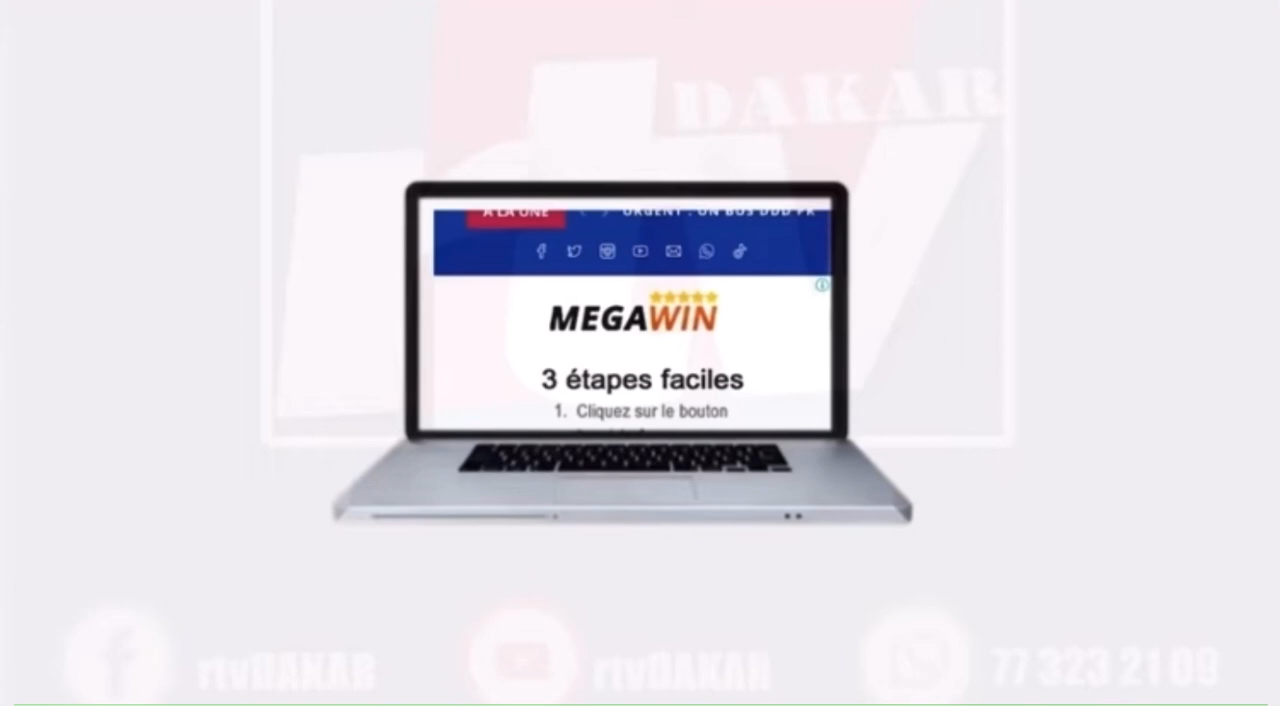 DAKAR
rtv
A LA UNE URGENT : UN BUS DDD PR
MEGAWIN
3 étapes faciles
1. Cliquez sur le bouton
rtvDAKAR rtvDAKAR 77 323 21 09